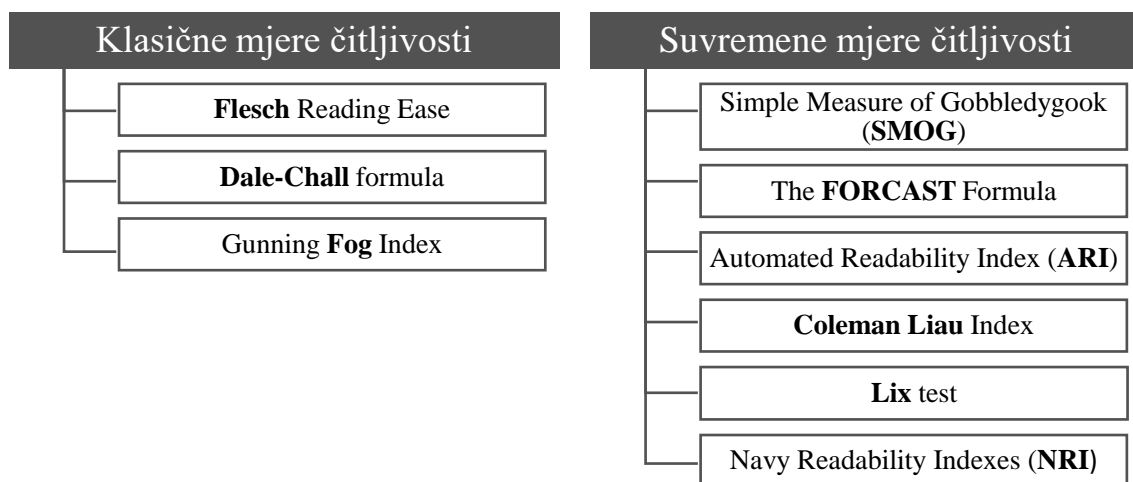 Klasične mjere čitljivosti
Flesch Reading Ease
Dale-Chall formula
Gunning Fog Index
Suvremene mjere čitljivosti
Simple Measure of Gobbledygook
(SMOG)
The FORCAST Formula
Automated Readability Index (ARI)
Coleman Liau Index
Lix test
Navy Readability Indexes (NRI)